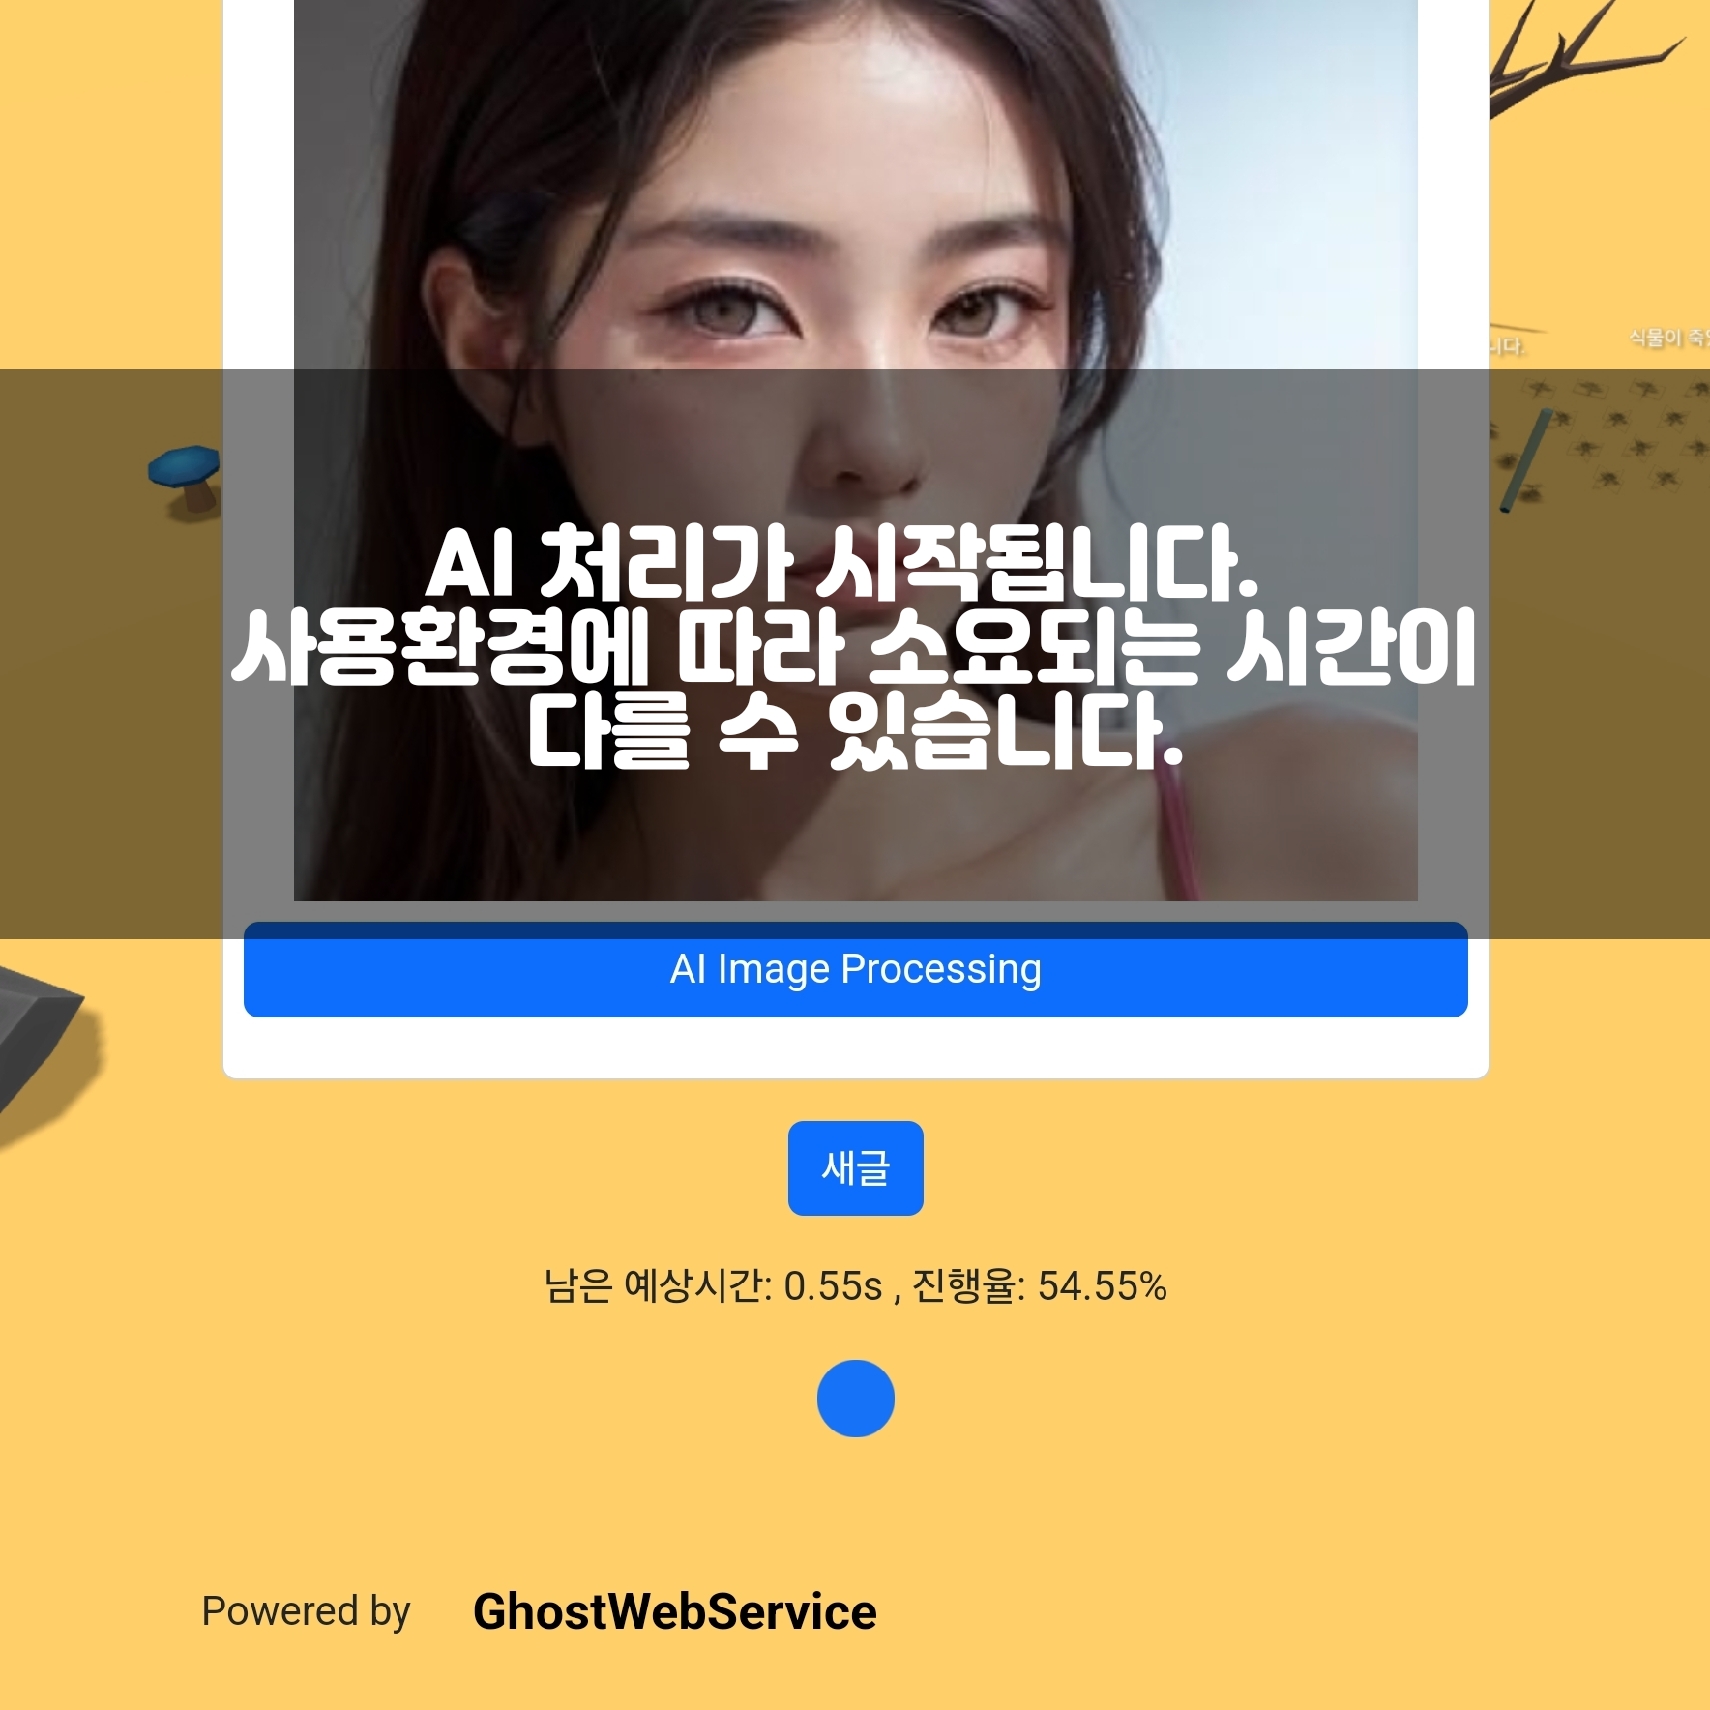 니다.
식물이 죽
AI 처리가 시작됩니다.
사용환경에 따라 소요되는 시간이
다를 수 있습니다.
AI Image Processing
새글
남은 예상시간: 0.55s , 진행율: 54.55%
Powered by GhostWebService